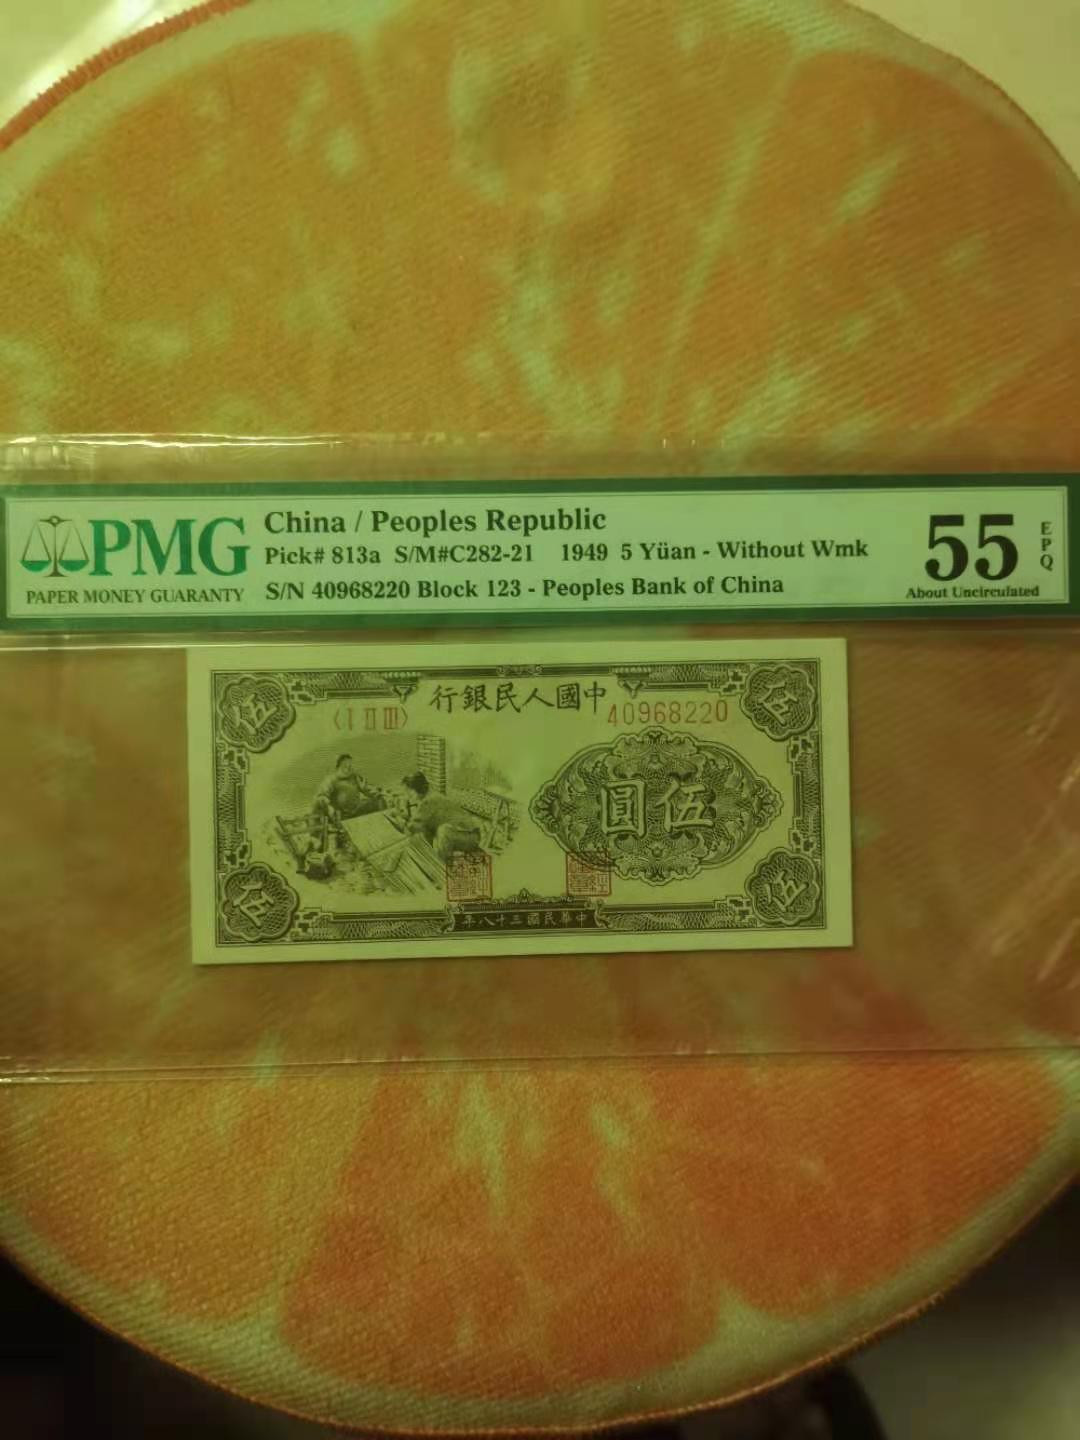 PMG
PAPER MONEY GUARANTY
China / Peoples Republic
Pick# 813a S/M#C282-21 1949 5 Yüan - Without Wmk
S/N 40968220 Block 123 - Peoples Bank of China
55
EPQ
About Uncirculated
伍 伍
行銀民人國中
〈I II III〉 40968220
圓伍
伍 伍
年八十三國民華中